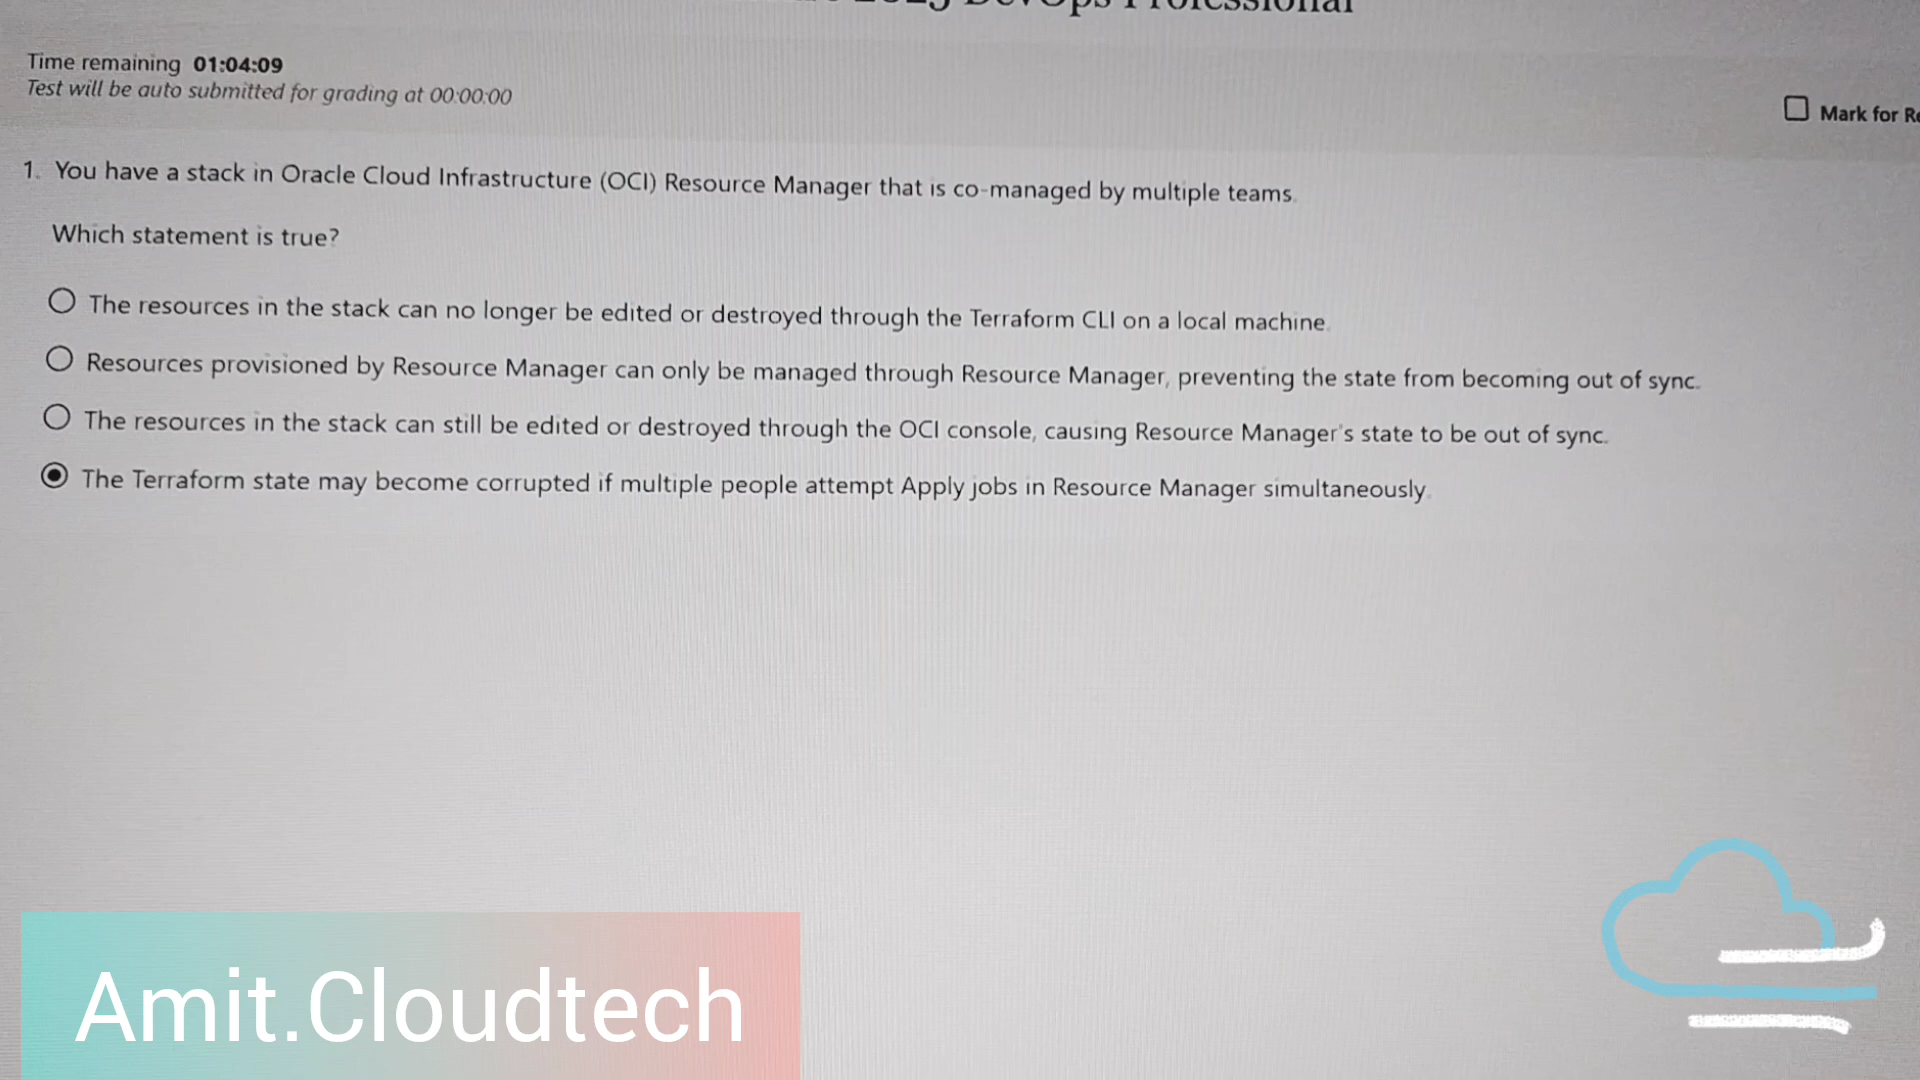 DevOps Professional
Time remaining 01:04:09
Test will be auto submitted for grading at 00:00:00
Mark for
1. You have a stack in Oracle Cloud Infrastructure (OCI) Resource Manager that is co-managed by multiple teams.
Which statement is true?
The resources in the stack can no longer be edited or destroyed through the Terraform CLI on a local machine.
Resources provisioned by Resource Manager can only be managed through Resource Manager, preventing the state from becoming out of sync.
The resources in the stack can still be edited or destroyed through the OCI console, causing Resource Manager's state to be out of sync.
The Terraform state may become corrupted if multiple people attempt Apply jobs in Resource Manager simultaneously.
Amit.Cloudtech